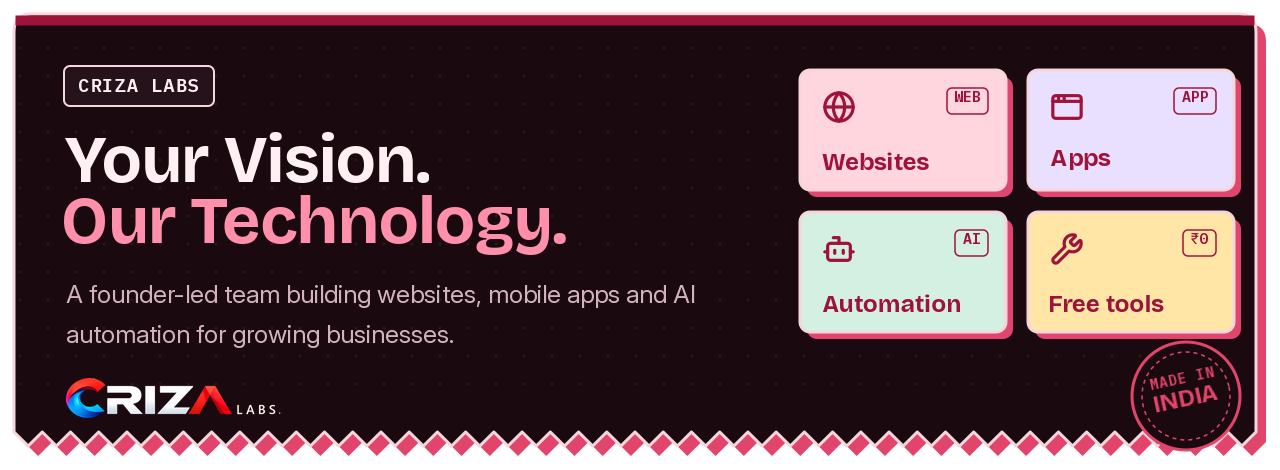 CRIZA LABS
Your Vision.
Our Technology.
A founder-led team building websites, mobile apps and AI
automation for growing businesses.
CRIZA LABS.
WEB
Websites
APP
Apps
AI
Automation
₹0
Free tools
MADE IN
INDIA